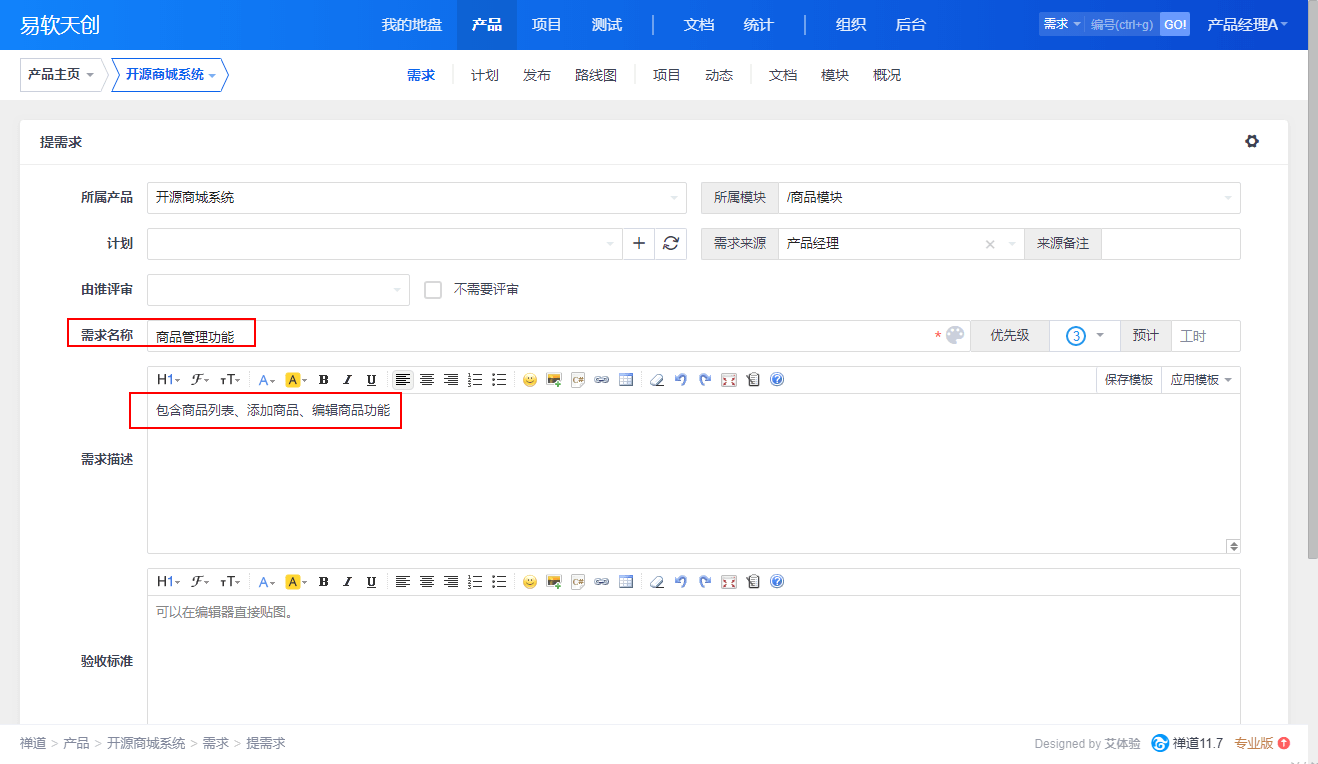 易软天创 我的地盘 产品 项目 测试 文档 统计 组织 后台 需求 编号(ctrl+g) GO! 产品经理A
产品主页 开源商城系统 需求 计划 发布 路线图 项目 动态 文档 模块 概况
提需求
所属产品 开源商城系统 所属模块 /商品模块
计划 需求来源 产品经理 来源备注
由谁评审 不需要评审
需求名称 商品管理功能 * 优先级 3 预计 工时
H1 ℱ TT A A B I U C# 保存模板 应用模板
包含商品列表、添加商品、编辑商品功能
需求描述
H1 ℱ TT A A B I U C#
可以在编辑器直接贴图。
验收标准
禅道 > 产品 > 开源商城系统 > 需求 > 提需求 Designed by 艾体验 禅道11.7 专业版